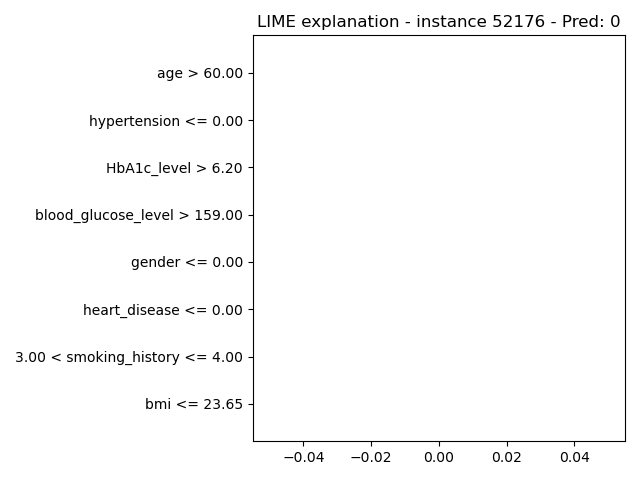 LIME explanation - instance 52176 - Pred: 0
age > 60.00
hypertension <= 0.00
HbA1c_level > 6.20
blood_glucose_level > 159.00
gender <= 0.00
heart_disease <= 0.00
3.00 < smoking_history <= 4.00
bmi <= 23.65
−0.04 −0.02 0.00 0.02 0.04